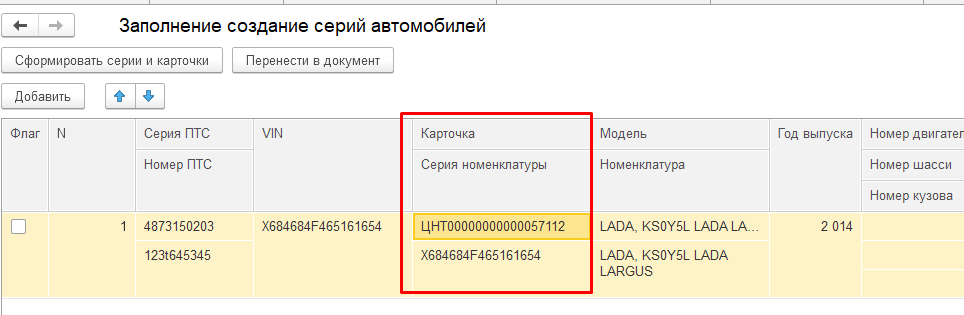 Заполнение создание серий автомобилей
Сформировать серии и карточки Перенести в документ
Добавить
Флаг N Серия ПТС VIN Карточка Модель Год выпуска Номер двигател
Номер ПТС Серия номенклатуры Номенклатура Номер шасси
Номер кузова
1 4873150203 X684684F465161654 ЦНТ00000000000057112 LADA, KS0Y5L LADA LA... 2 014
123t645345 X684684F465161654 LADA, KS0Y5L LADA
LARGUS